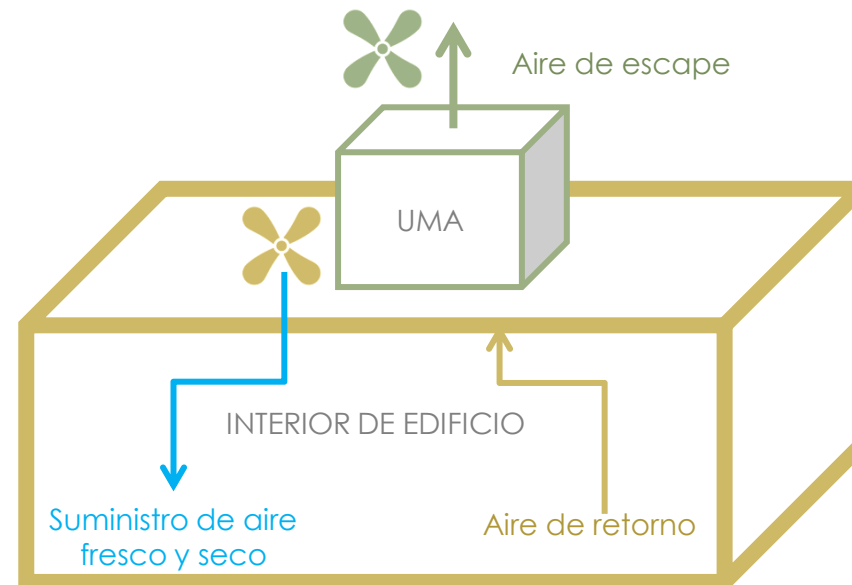 Aire de escape
UMA
INTERIOR DE EDIFICIO
Suministro de aire
fresco y seco
Aire de retorno